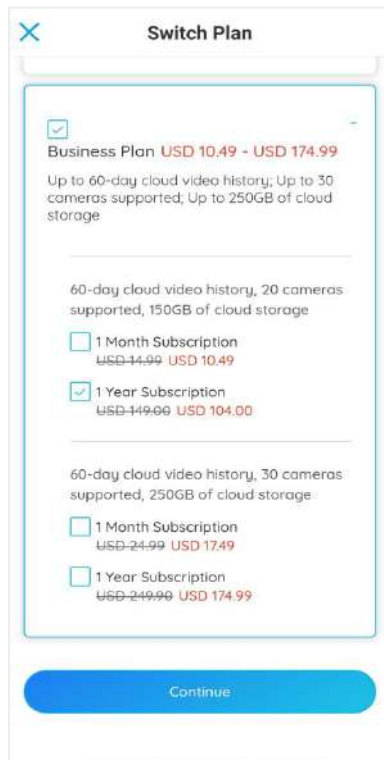 Switch Plan
Business Plan USD 10.49 - USD 174.99
Up to 60-day cloud video history; Up to 30
cameras supported; Up to 250GB of cloud
storage
60-day cloud video history, 20 cameras
supported, 150GB of cloud storage
1 Month Subscription
USD 14.99 USD 10.49
1 Year Subscription
USD 149.00 USD 104.00
60-day cloud video history, 30 cameras
supported, 250GB of cloud storage
1 Month Subscription
USD 24.99 USD 17.49
1 Year Subscription
USD 249.90 USD 174.99
Continue